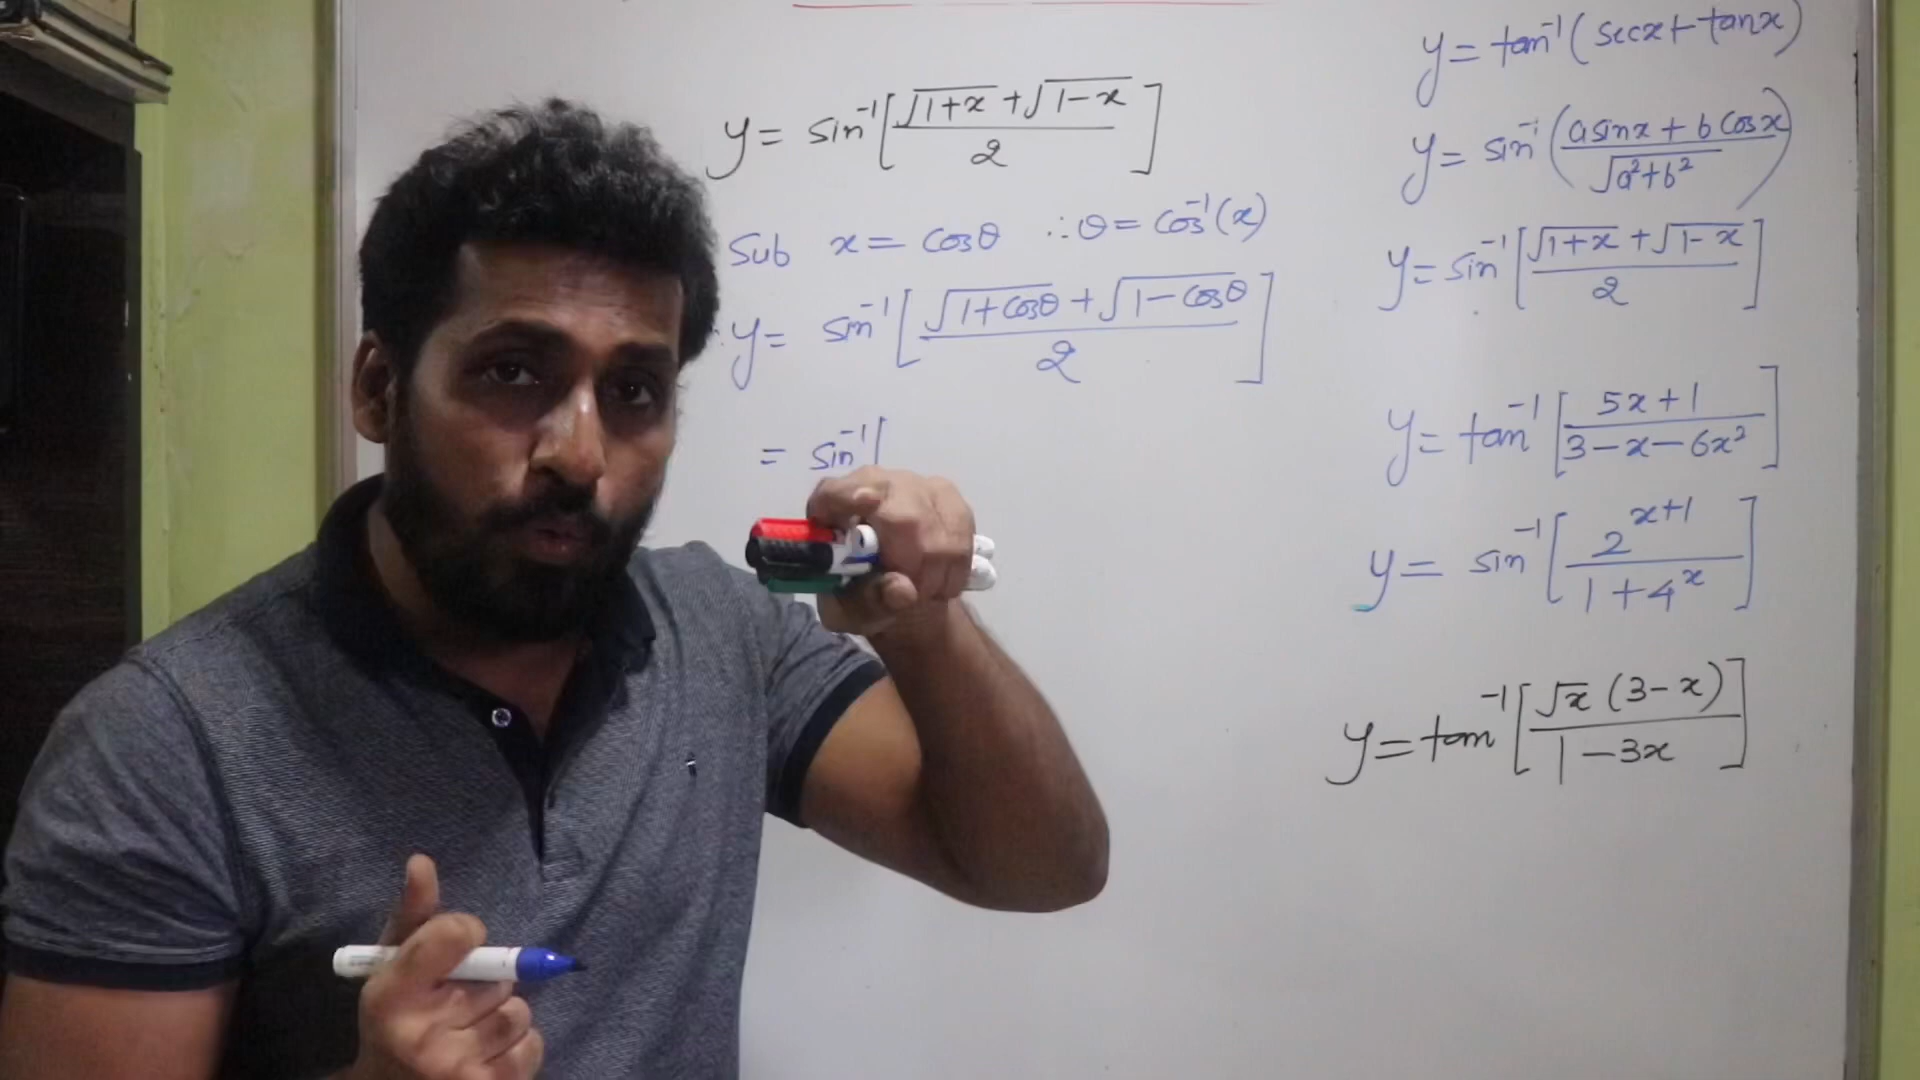 y = sin⁻¹[(√(1+x) + √(1-x))/2]
Sub x = cosθ ∴ θ = cos⁻¹(x)
y = sin⁻¹[(√(1+cosθ) + √(1-cosθ))/2]
= sin⁻¹[
y = tan⁻¹(secx + tanx)
y = sin⁻¹((a sinx + b cosx)/√(a²+b²))
y = sin⁻¹[(√(1+x) + √(1-x))/2]
y = tan⁻¹[(5x+1)/(3-x-6x²)]
y = sin⁻¹[2^(x+1)/(1+4^x)]
y = tan⁻¹[√x(3-x)/(1-3x)]